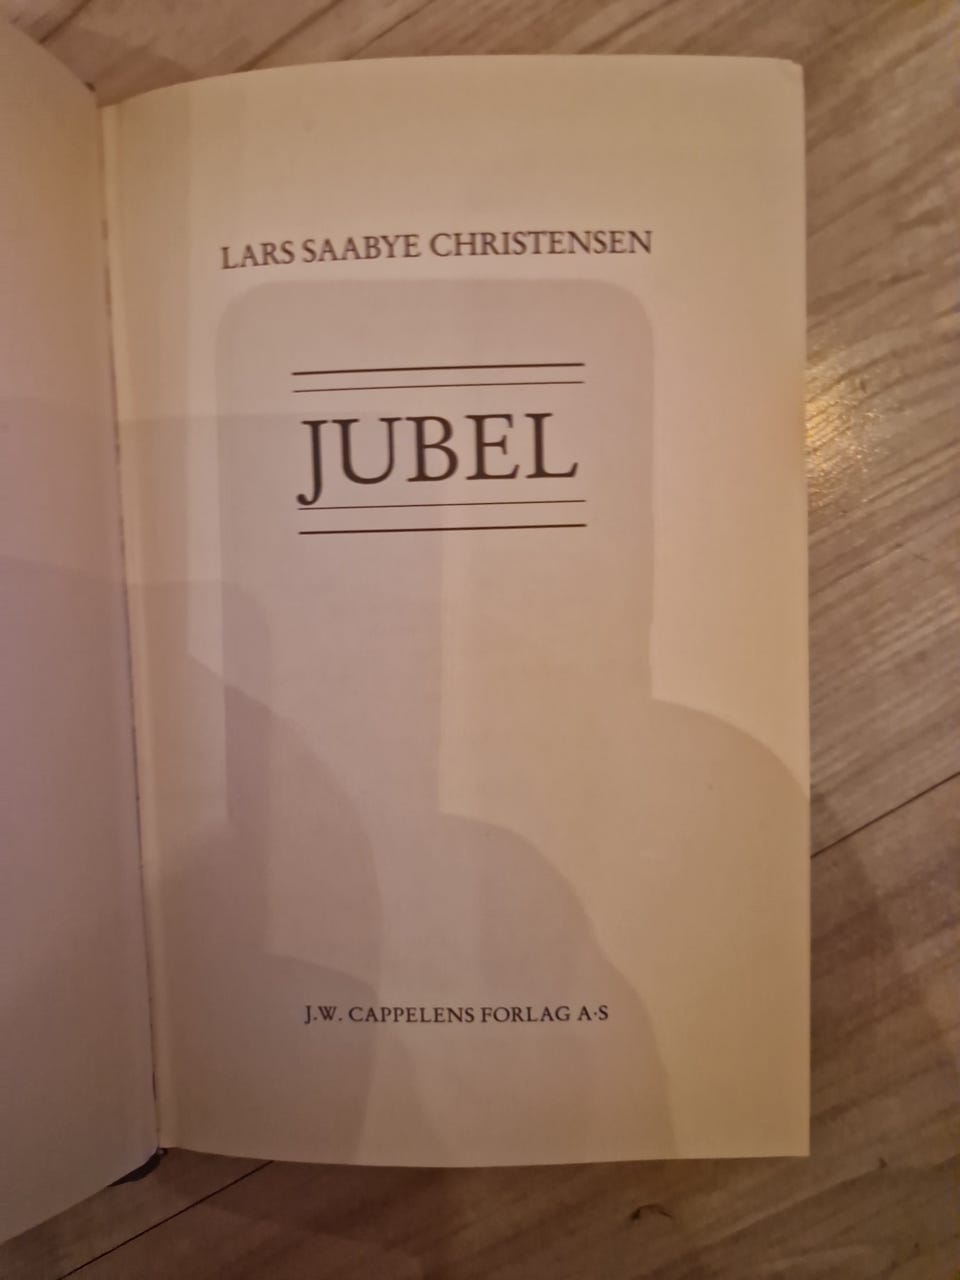 LARS SAABYE CHRISTENSEN
JUBEL
J.W. CAPPELENS FORLAG A·S